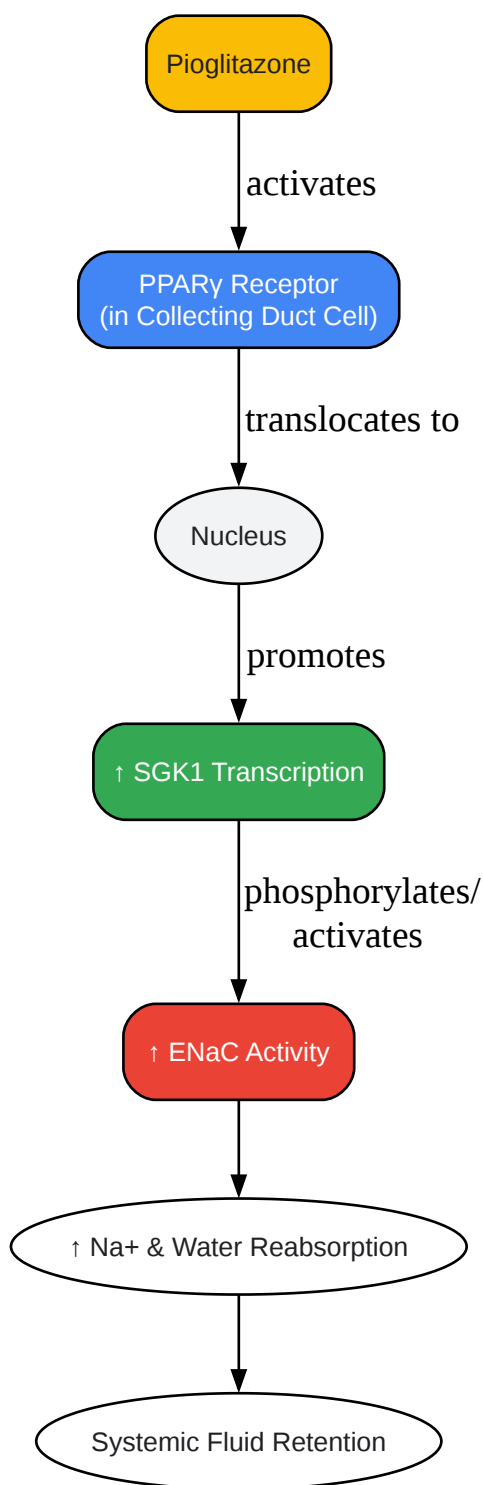 Pioglitazone
activates
PPARγ Receptor
(in Collecting Duct Cell)
translocates to
Nucleus
promotes
↑ SGK1 Transcription
phosphorylates/
activates
↑ ENaC Activity
↑ Na+ & Water Reabsorption
Systemic Fluid Retention